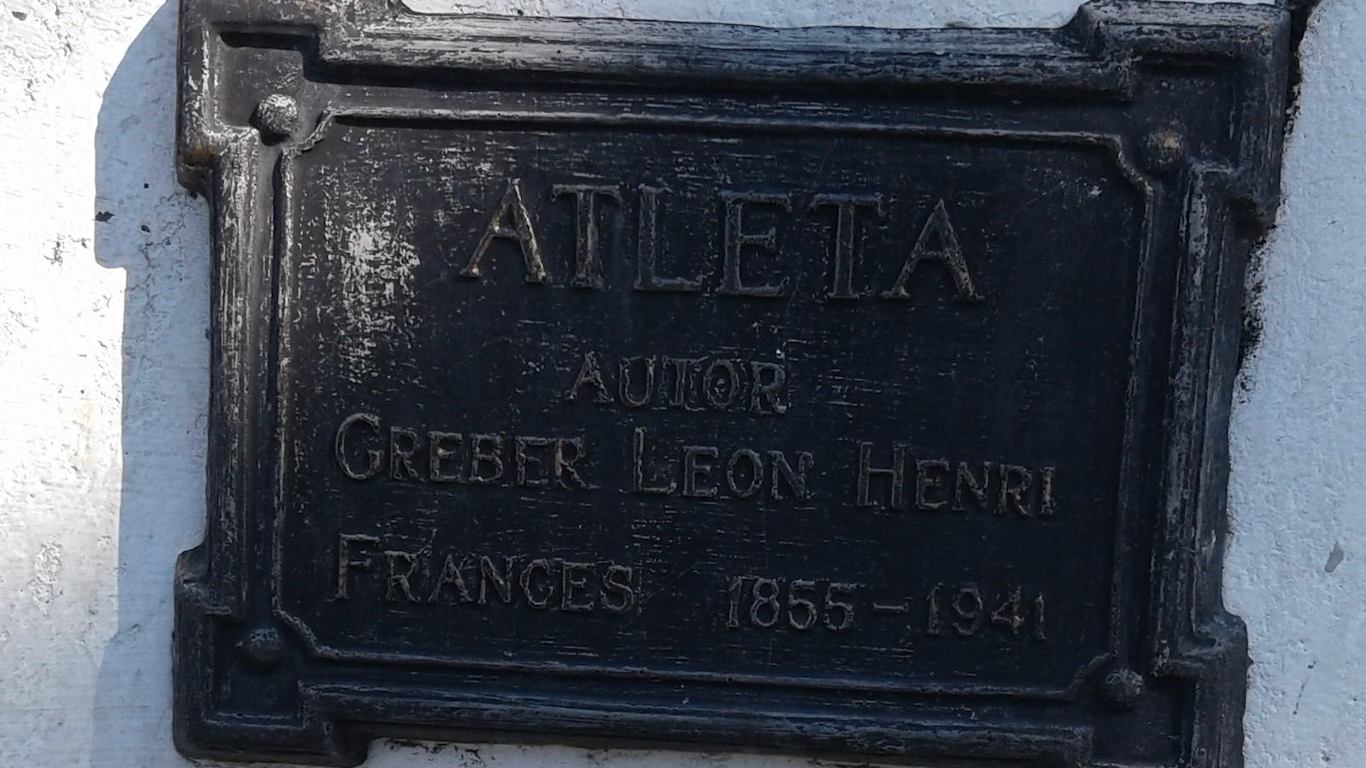 ATLETA
AUTOR
GREBER LEON HENRI
FRANCES 1855-1941